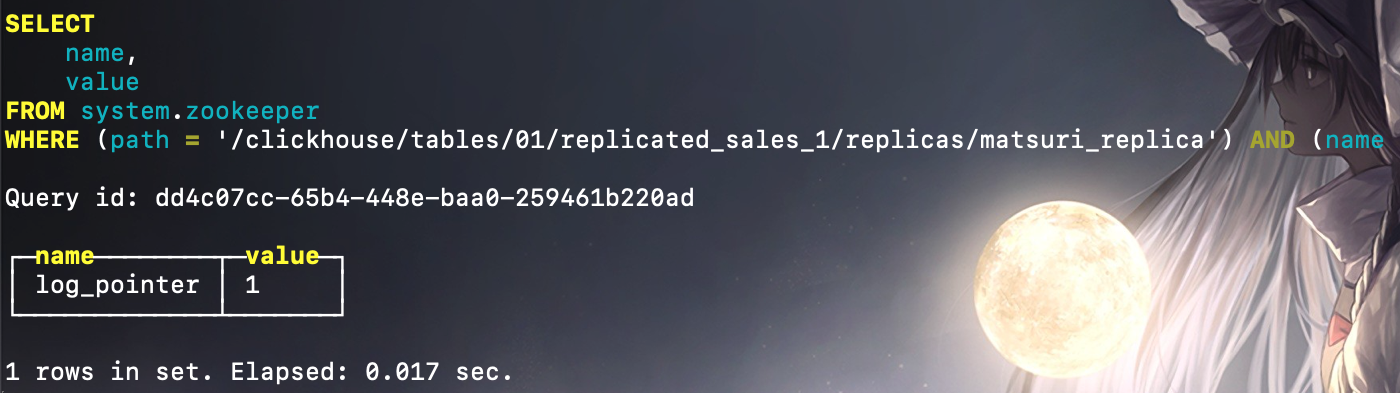 SELECT
    name,
    value
FROM system.zookeeper
WHERE (path = '/clickhouse/tables/01/replicated_sales_1/replicas/matsuri_replica') AND (name
Query id: dd4c07cc-65b4-448e-baa0-259461b220ad
name value
log_pointer 1
1 rows in set. Elapsed: 0.017 sec.